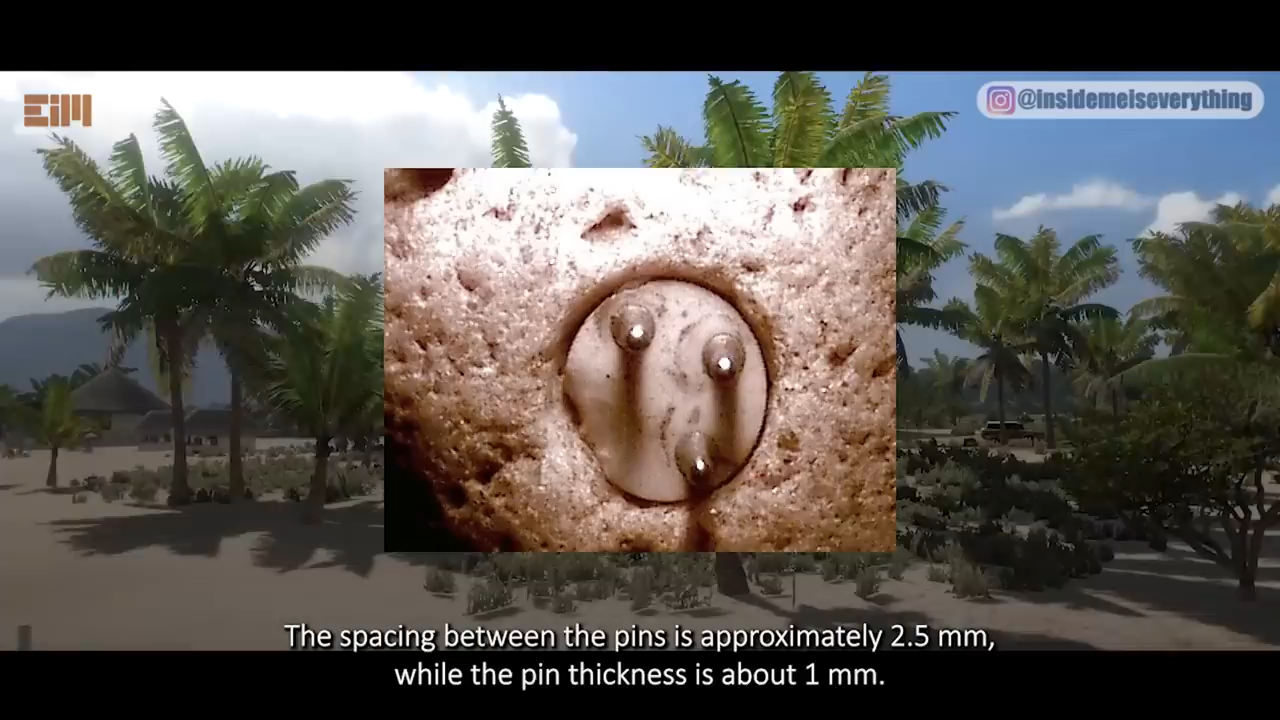 EiM
@insidemeiseverything
The spacing between the pins is approximately 2.5 mm,
while the pin thickness is about 1 mm.